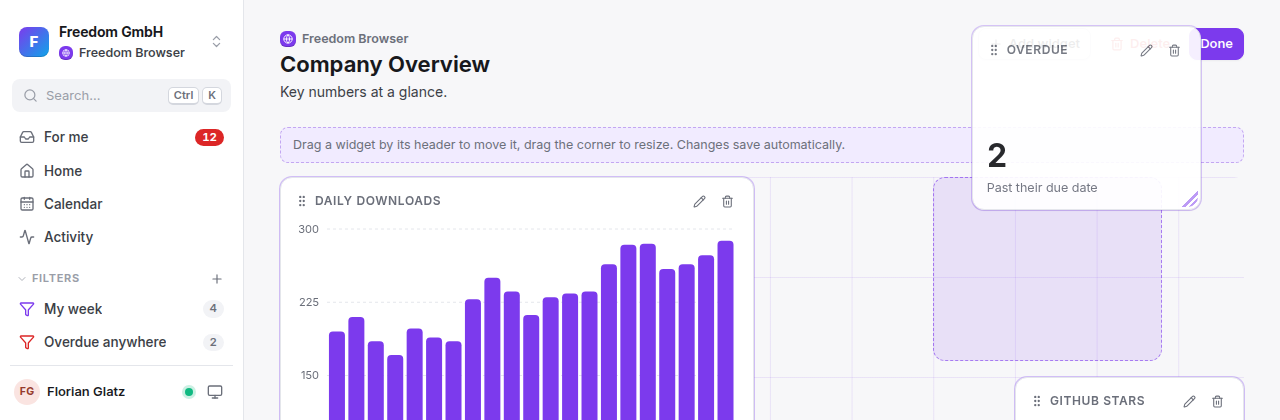 F
Freedom GmbH
Freedom Browser
Search...
Ctrl
K
For me
12
Home
Calendar
Activity
FILTERS
My week
4
Overdue anywhere
2
FG
Florian Glatz
Freedom Browser
Company Overview
Key numbers at a glance.
Delete
Done
Drag a widget by its header to move it, drag the corner to resize. Changes save automatically.
OVERDUE
2
Past their due date
DAILY DOWNLOADS
300
225
150
GITHUB STARS